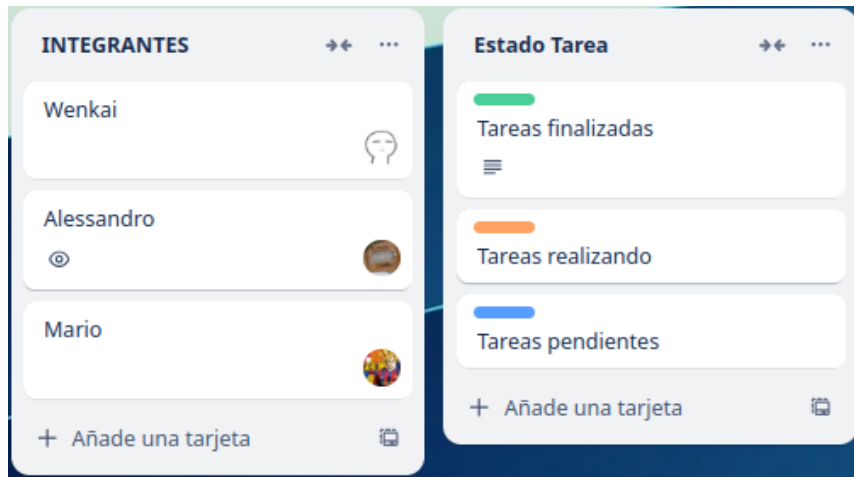 INTEGRANTES
Wenkai
Alessandro
Mario
+ Añade una tarjeta
Estado Tarea
Tareas finalizadas
Tareas realizando
Tareas pendientes
+ Añade una tarjeta